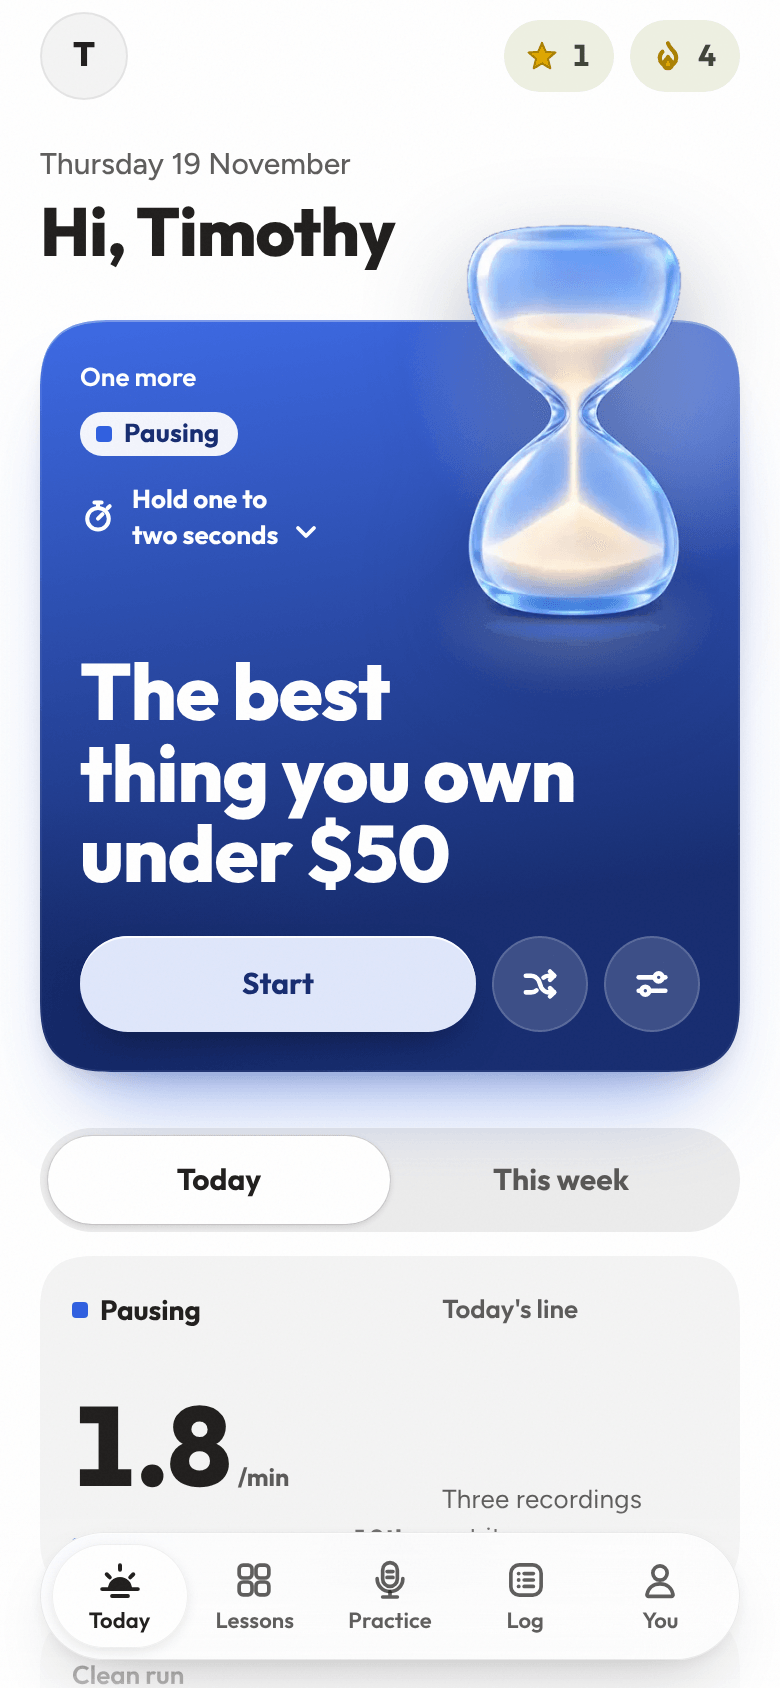 T
1
4
Thursday 19 November
Hi, Timothy
One more
Pausing
Hold one to
two seconds
The best
thing you own
under $50
Start
Today
This week
Pausing
Today's line
1.8 /min
Three recordings
Today
Lessons
Practice
Log
You
Clean run